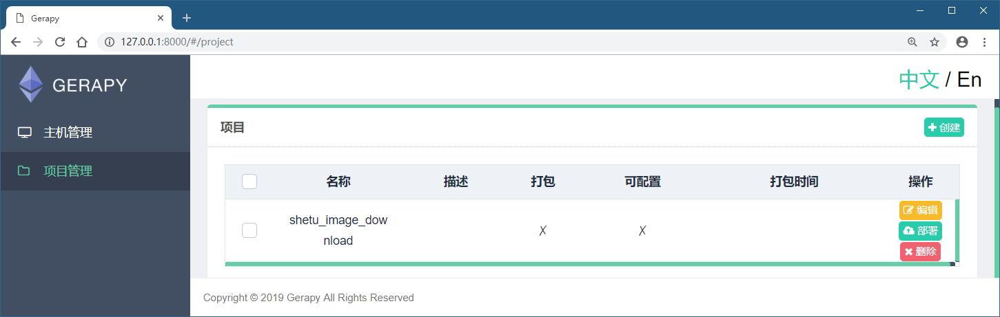 Gerapy
127.0.0.1:8000/#/project
GERAPY
中文 / En
主机管理
项目管理
项目
创建
名称 描述 打包 可配置 打包时间 操作
shetu_image_dow
nload
✗ ✗
编辑
部署
删除
Copyright © 2019 Gerapy All Rights Reserved